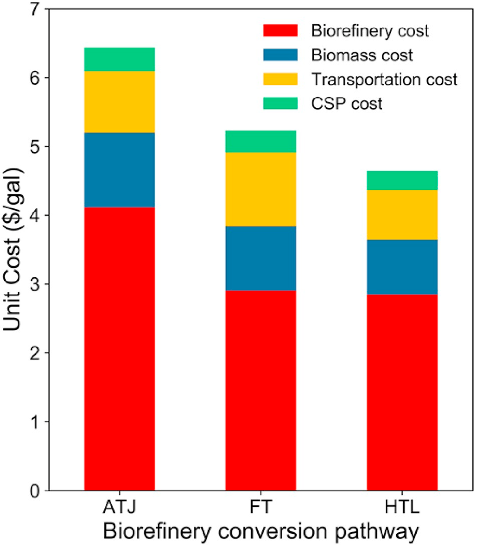 Unit Cost ($/gal)
7
6
5
4
3
2
1
0
Biorefinery cost
Biomass cost
Transportation cost
CSP cost
ATJ FT HTL
Biorefinery conversion pathway